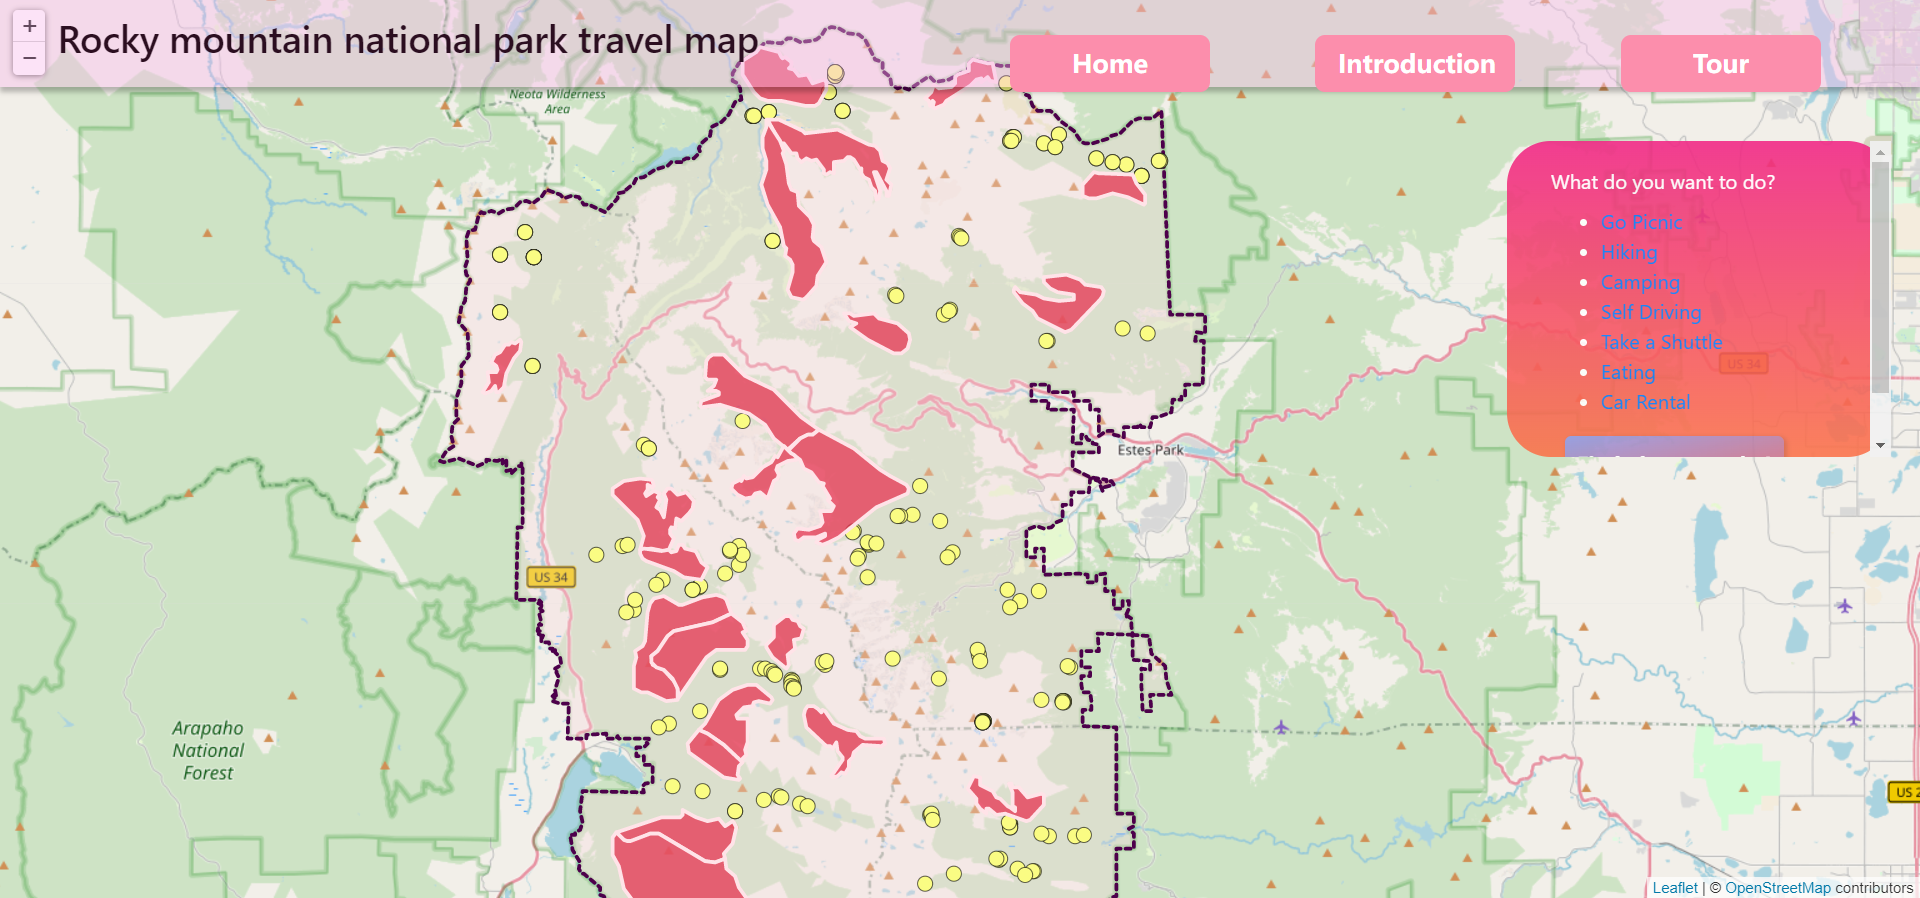 +
−
Rocky mountain national park travel map
Home
Introduction
Tour
Neota Wilderness
Area
What do you want to do?
Go Picnic
Hiking
Camping
Self Driving
Take a Shuttle
US 34
Eating
Car Rental
Estes Park
US 34
Arapaho
National
Forest
US 2
Leaflet | © OpenStreetMap contributors